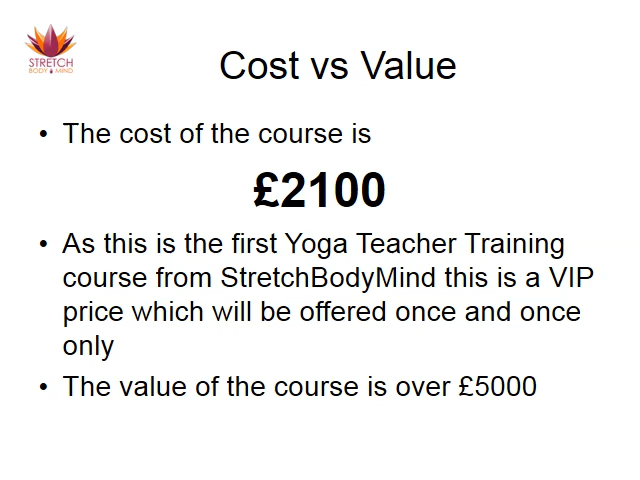 STRETCH
BODY MIND
Cost vs Value
• The cost of the course is
£2100
• As this is the first Yoga Teacher Training
course from StretchBodyMind this is a VIP
price which will be offered once and once
only
• The value of the course is over £5000